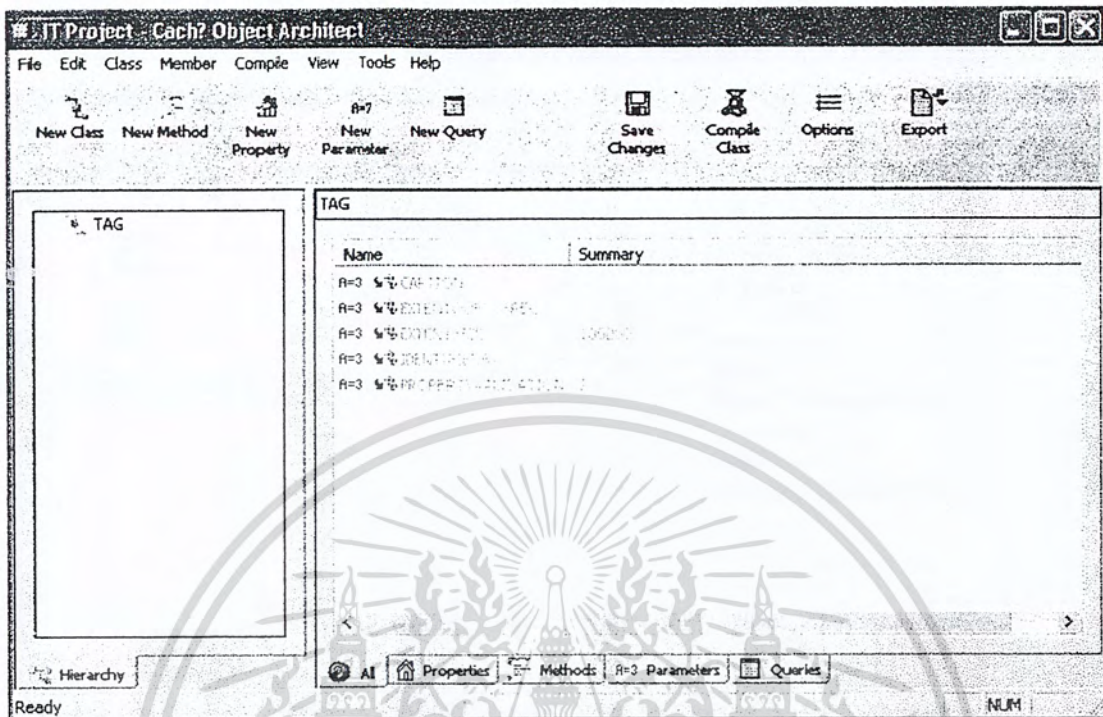 IT Project - Cach? Object Architect
File Edit Class Member Compile View Tools Help
New Class New Method New Property A=? New Parameter New Query Save Changes Compile Class Options Export
TAG
TAG
Name Summary
A=3
A=3
A=3
A=3
A=3
Hierarchy
All Properties Methods A=3 Parameters Queries
Ready NUM